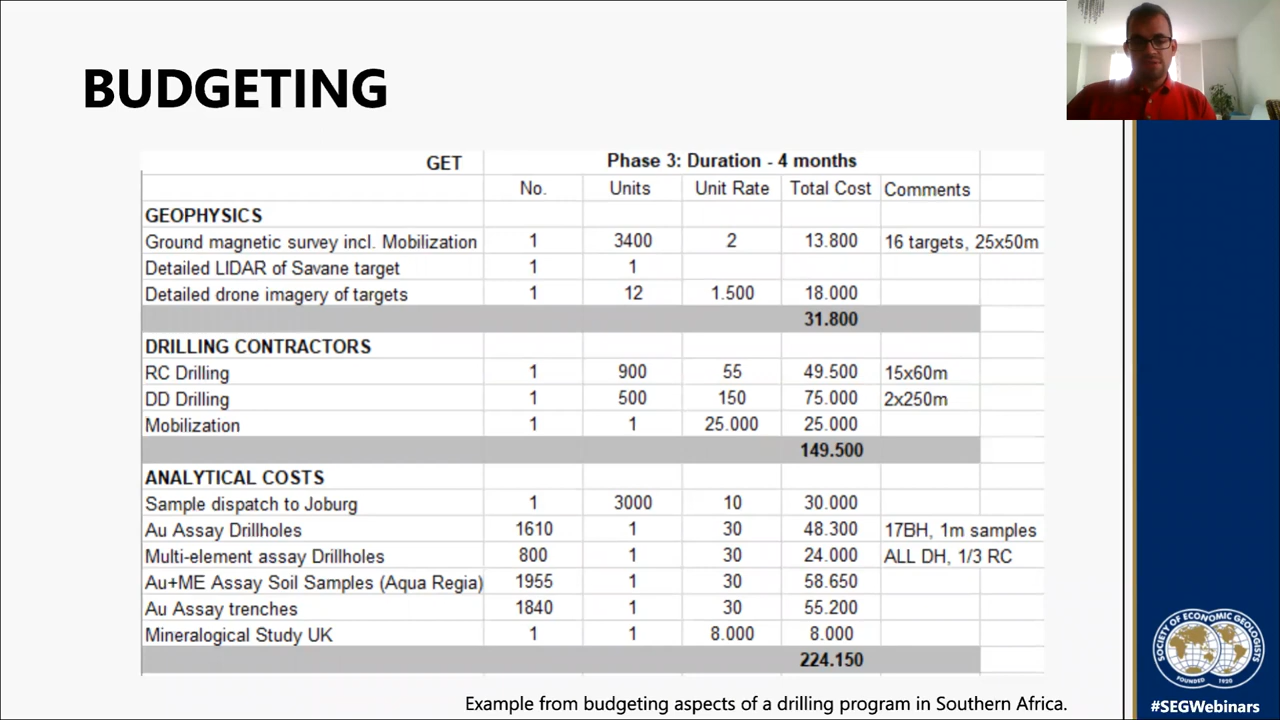 BUDGETING
GET Phase 3: Duration - 4 months
No. Units Unit Rate Total Cost Comments
GEOPHYSICS
Ground magnetic survey incl. Mobilization 1 3400 2 13.800 16 targets, 25x50m
Detailed LIDAR of Savane target 1 1
Detailed drone imagery of targets 1 12 1.500 18.000
31.800
DRILLING CONTRACTORS
RC Drilling 1 900 55 49.500 15x60m
DD Drilling 1 500 150 75.000 2x250m
Mobilization 1 1 25.000 25.000
149.500
ANALYTICAL COSTS
Sample dispatch to Joburg 1 3000 10 30.000
Au Assay Drillholes 1610 1 30 48.300 17BH, 1m samples
Multi-element assay Drillholes 800 1 30 24.000 ALL DH, 1/3 RC
Au+ME Assay Soil Samples (Aqua Regia) 1955 1 30 58.650
Au Assay trenches 1840 1 30 55.200
Mineralogical Study UK 1 1 8.000 8.000
224.150
Example from budgeting aspects of a drilling program in Southern Africa.
SOCIETY OF ECONOMIC GEOLOGISTS
FOUNDED 1920
#SEGWebinars